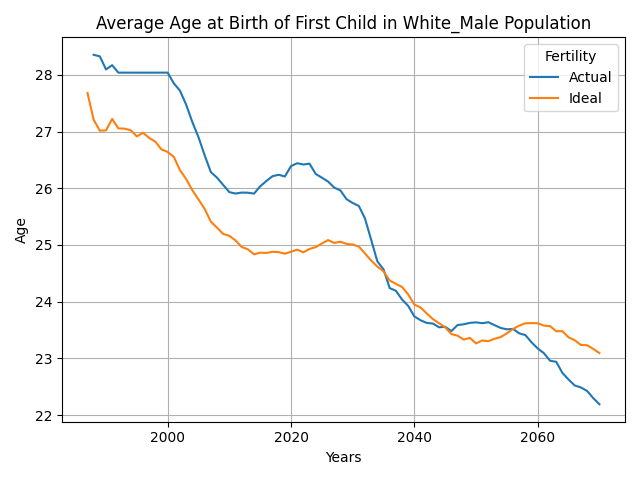 Average Age at Birth of First Child in White_Male Population
Fertility
Actual
Ideal
Age
28
27
26
25
24
23
22
2000
2020
2040
2060
Years